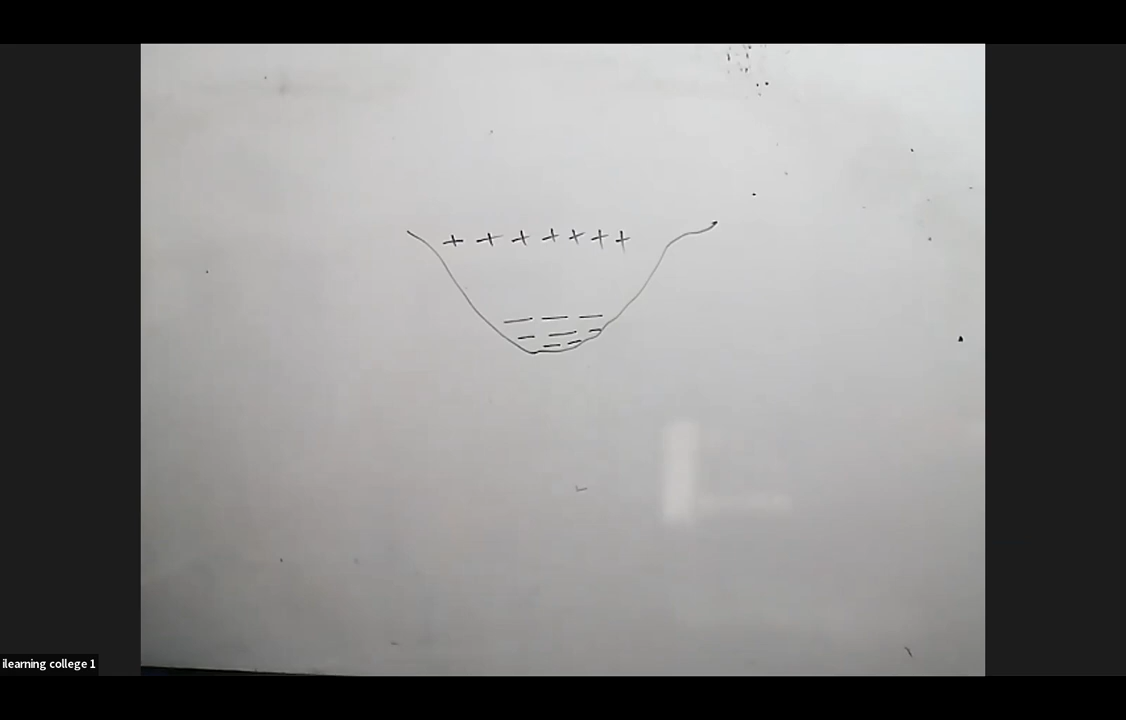 + + + + + + +
— — —
— — —
— —
ilearning college 1